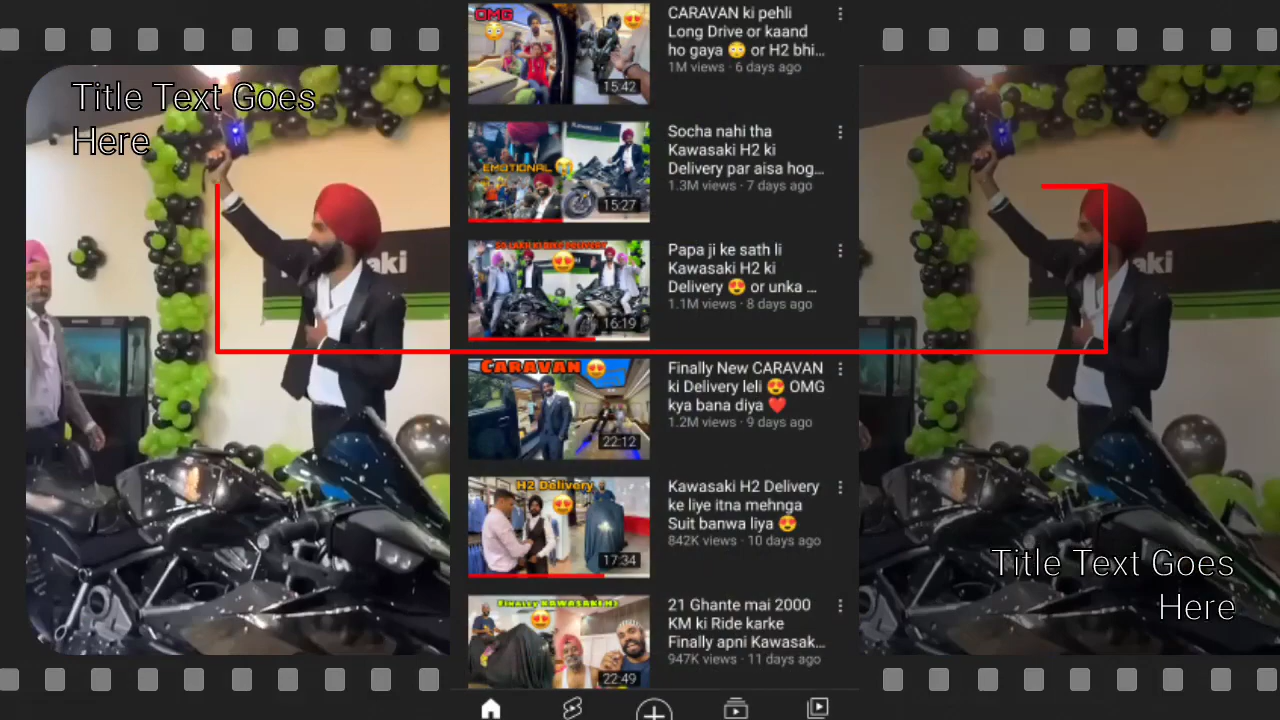 Title Text Goes
Here
OMG
15:42
CARAVAN ki pehli
Long Drive or kaand
ho gaya 😳 or H2 bhi...
1M views · 6 days ago
Kawasaki
EMOTIONAL
15:27
Socha nahi tha
Kawasaki H2 ki
Delivery par aisa hog...
1.3M views · 7 days ago
16:19
Papa ji ke sath li
Kawasaki H2 ki
Delivery 😍 or unka ...
1.1M views · 8 days ago
aki
aki
CARAVAN
22:12
Finally New CARAVAN
ki Delivery leli 😍 OMG
kya bana diya ❤️
1.2M views · 9 days ago
H2 Delivery
17:34
Kawasaki H2 Delivery
ke liye itna mehnga
Suit banwa liya 😍
842K views · 10 days ago
FINALLY KAWASAKI H2
22:49
21 Ghante mai 2000
KM ki Ride karke
Finally apni Kawasak...
947K views · 11 days ago
Title Text Goes
Here